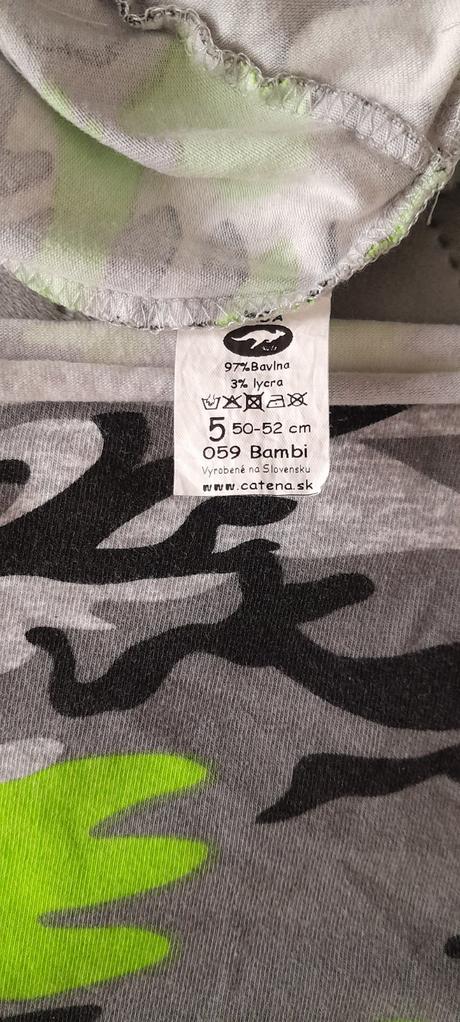 97%Bavlna
3% lycra
5 50-52 cm
059 Bambi
Vyrobené na Slovensku
www.catena.sk